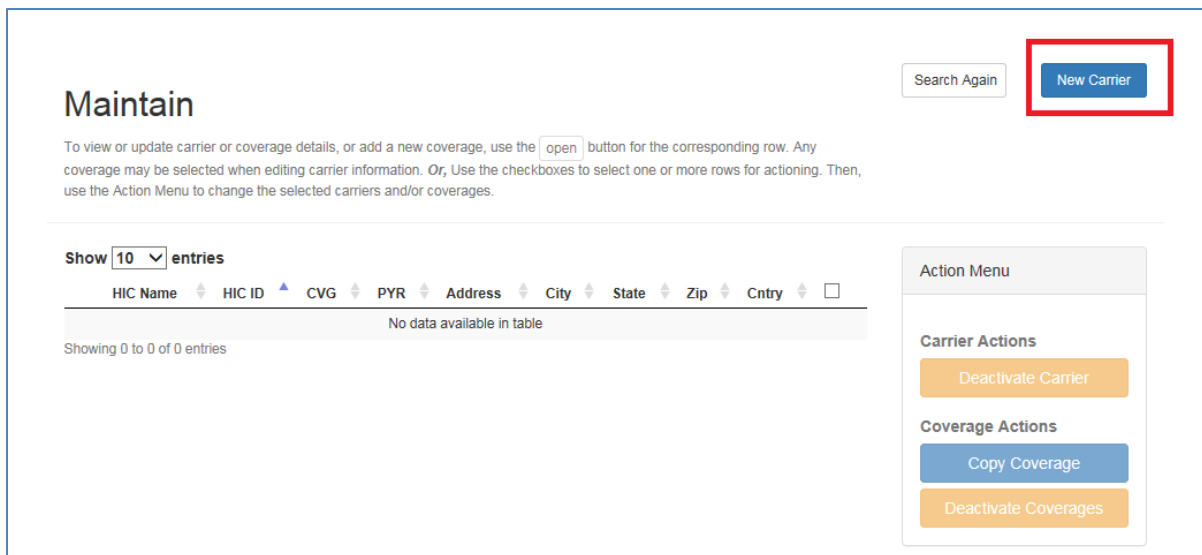 Search Again
New Carrier
Maintain
To view or update carrier or coverage details, or add a new coverage, use the open button for the corresponding row. Any
coverage may be selected when editing carrier information. Or, Use the checkboxes to select one or more rows for actioning. Then,
use the Action Menu to change the selected carriers and/or coverages.
Show 10 entries
HIC Name HIC ID CVG PYR Address City State Zip Cntry
No data available in table
Showing 0 to 0 of 0 entries
Action Menu
Carrier Actions
Deactivate Carrier
Coverage Actions
Copy Coverage
Deactivate Coverages